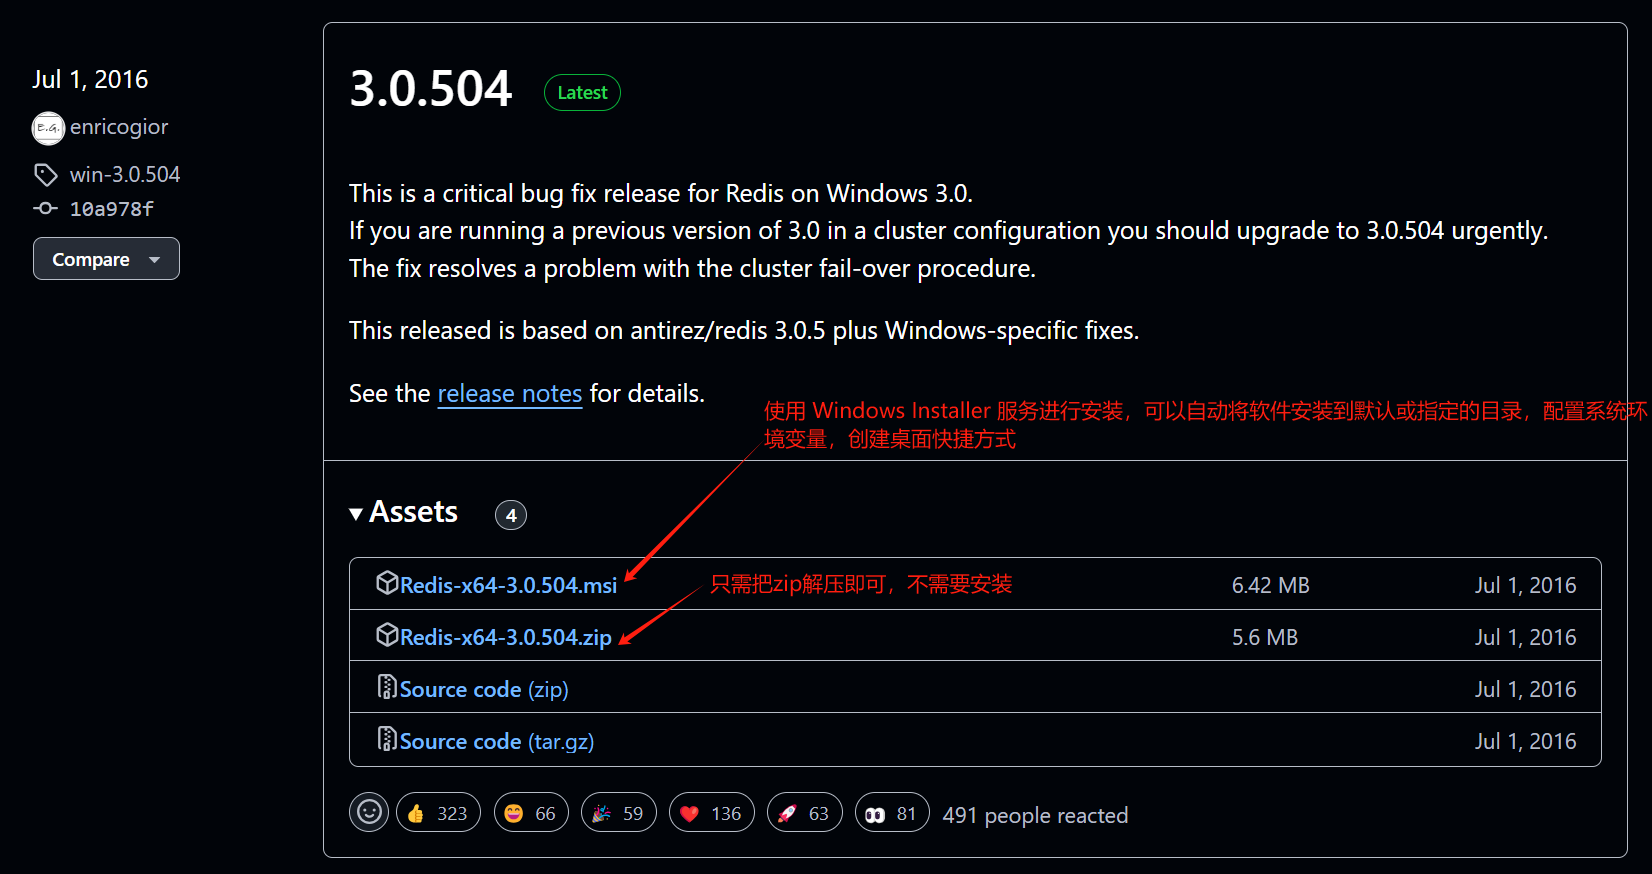 Jul 1, 2016
E.G.
enricogior
win-3.0.504
10a978f
Compare
3.0.504
Latest
This is a critical bug fix release for Redis on Windows 3.0.
If you are running a previous version of 3.0 in a cluster configuration you should upgrade to 3.0.504 urgently.
The fix resolves a problem with the cluster fail-over procedure.
This released is based on antirez/redis 3.0.5 plus Windows-specific fixes.
See the release notes for details.
使用 Windows Installer 服务进行安装，可以自动将软件安装到默认或指定的目录，配置系统环
境变量，创建桌面快捷方式
Assets 4
Redis-x64-3.0.504.msi 只需把zip解压即可，不需要安装 6.42 MB Jul 1, 2016
Redis-x64-3.0.504.zip 5.6 MB Jul 1, 2016
Source code (zip) Jul 1, 2016
Source code (tar.gz) Jul 1, 2016
👍 323 😄 66 🎉 59 ❤️ 136 🚀 63 👀 81 491 people reacted